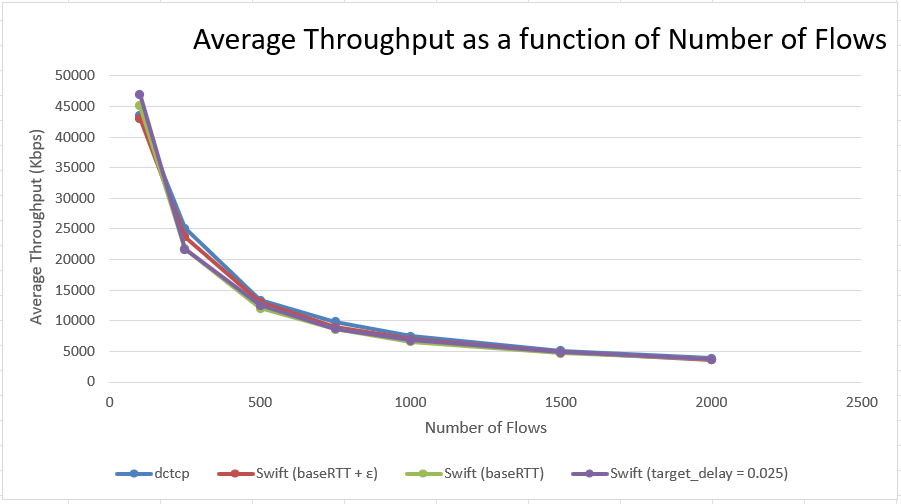 Average Throughput as a function of Number of Flows
50000
45000
40000
35000
30000
25000
20000
15000
10000
5000
0
Average Throughput (Kbps)
0 500 1000 1500 2000 2500
Number of Flows
dctcp Swift (baseRTT + ε) Swift (baseRTT) Swift (target_delay = 0.025)